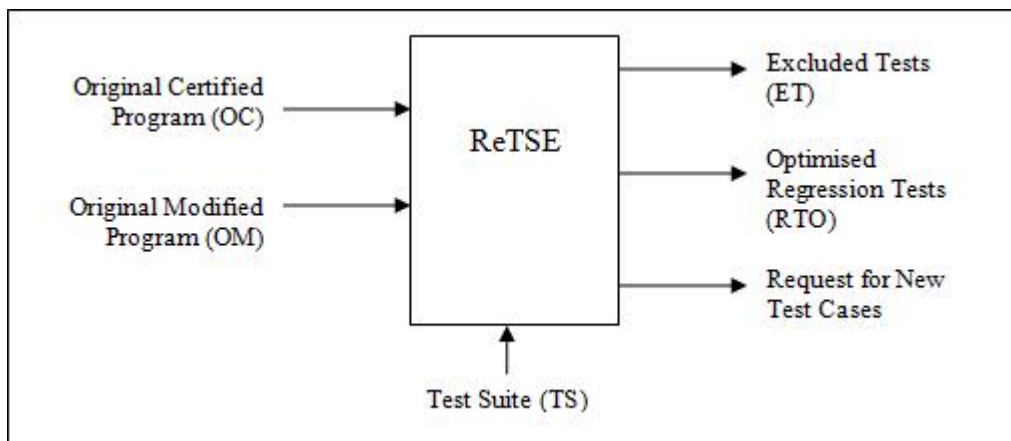 Original Certified
Program (OC)
Original Modified
Program (OM)
ReTSE
Excluded Tests
(ET)
Optimised
Regression Tests
(RTO)
Request for New
Test Cases
Test Suite (TS)